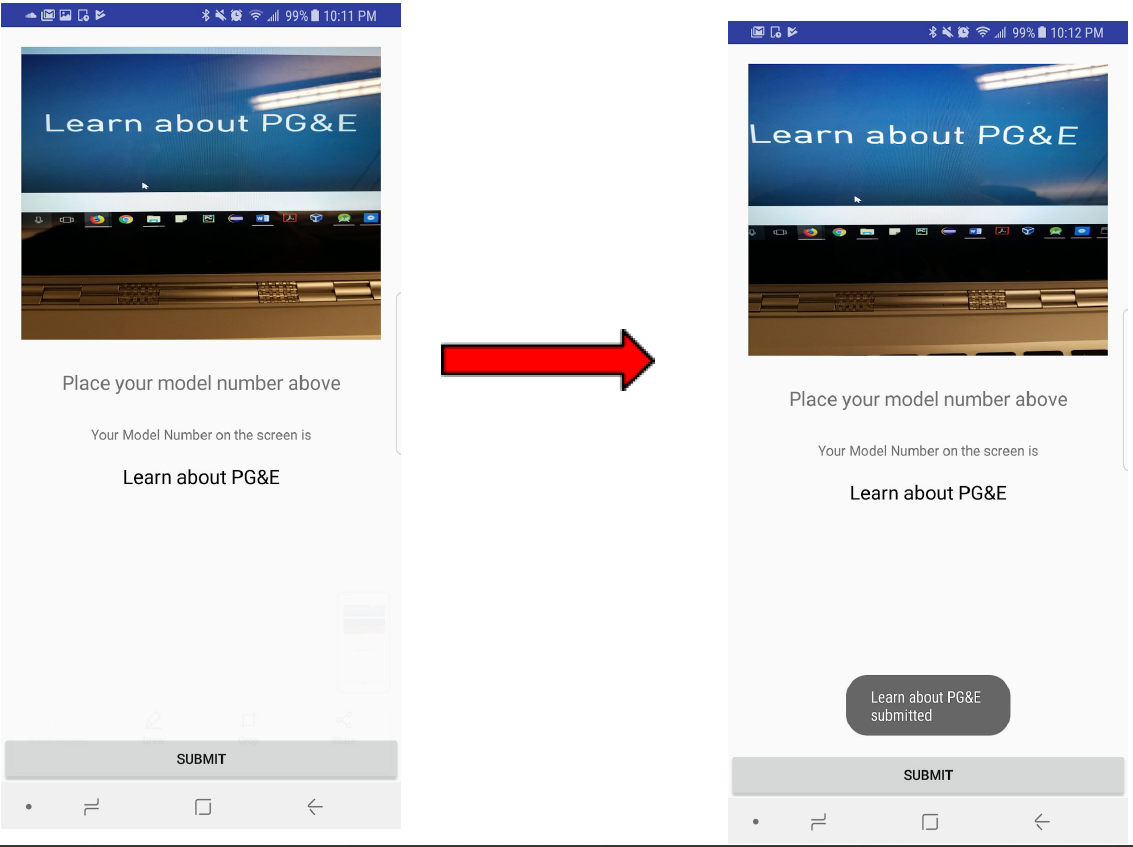 99% 10:11 PM
Learn about PG&E
Place your model number above
Your Model Number on the screen is
Learn about PG&E
SUBMIT
99% 10:12 PM
Learn about PG&E
Place your model number above
Your Model Number on the screen is
Learn about PG&E
Learn about PG&E
submitted
SUBMIT